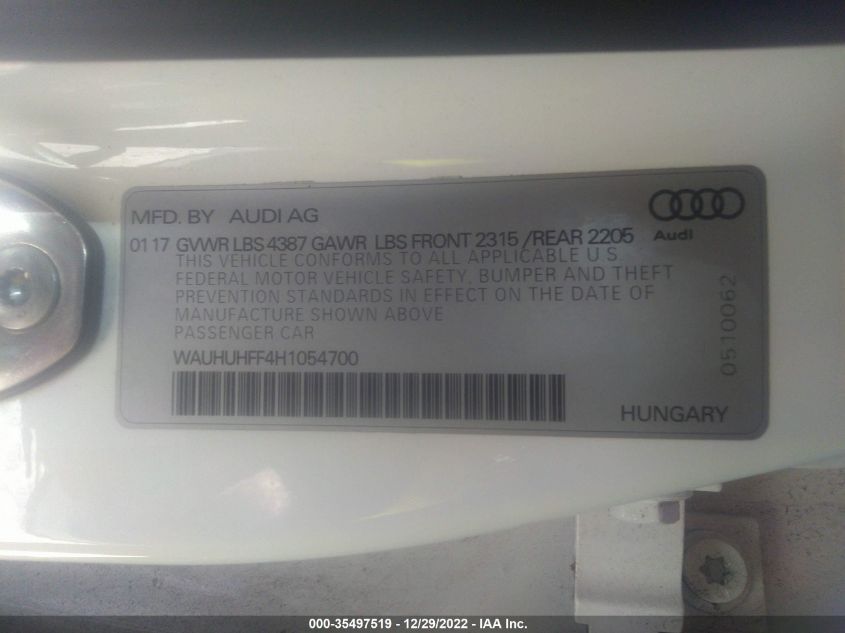 MFD. BY AUDI AG
01 17 GVWR LBS 4387 GAWR LBS FRONT 2315 /REAR 2205
Audi
THIS VEHICLE CONFORMS TO ALL APPLICABLE U S
FEDERAL MOTOR VEHICLE SAFETY, BUMPER AND THEFT
PREVENTION STANDARDS IN EFFECT ON THE DATE OF
MANUFACTURE SHOWN ABOVE
PASSENGER CAR
WAUHUHFF4H1054700
HUNGARY
0510062
000-35497519 - 12/29/2022 - IAA Inc.